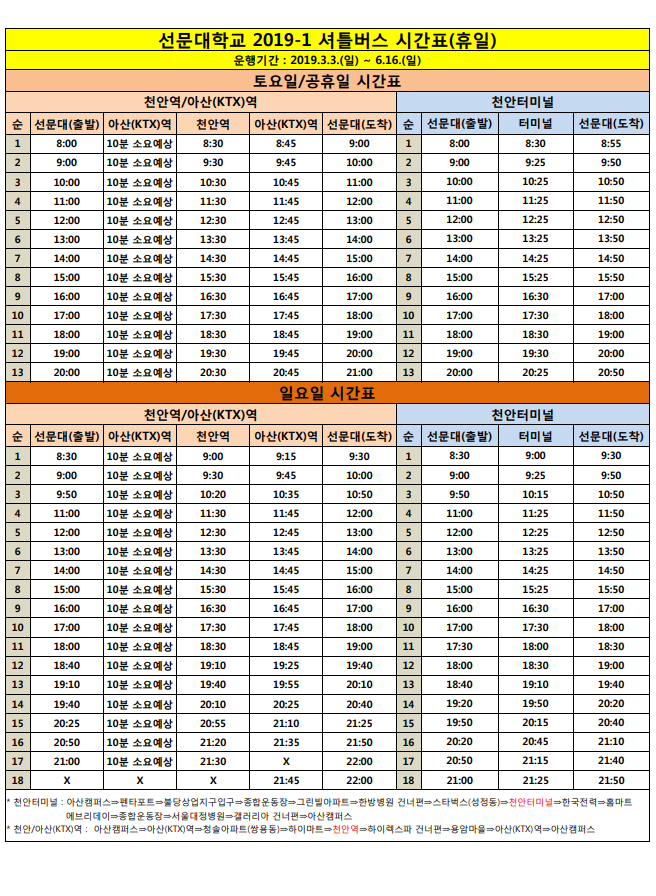 선문대학교 2019-1 셔틀버스 시간표(휴일)
운행기간 : 2019.3.3.(일) ~ 6.16.(일)
토요일/공휴일 시간표
천안역/아산(KTX)역 천안터미널
순 선문대(출발) 아산(KTX)역 천안역 아산(KTX)역 선문대(도착) 순 선문대(출발) 터미널 선문대(도착)
1 8:00 10분 소요예상 8:30 8:45 9:00 1 8:00 8:30 8:55
2 9:00 10분 소요예상 9:30 9:45 10:00 2 9:00 9:25 9:50
3 10:00 10분 소요예상 10:30 10:45 11:00 3 10:00 10:25 10:50
4 11:00 10분 소요예상 11:30 11:45 12:00 4 11:00 11:25 11:50
5 12:00 10분 소요예상 12:30 12:45 13:00 5 12:00 12:25 12:50
6 13:00 10분 소요예상 13:30 13:45 14:00 6 13:00 13:25 13:50
7 14:00 10분 소요예상 14:30 14:45 15:00 7 14:00 14:25 14:50
8 15:00 10분 소요예상 15:30 15:45 16:00 8 15:00 15:25 15:50
9 16:00 10분 소요예상 16:30 16:45 17:00 9 16:00 16:30 17:00
10 17:00 10분 소요예상 17:30 17:45 18:00 10 17:00 17:30 18:00
11 18:00 10분 소요예상 18:30 18:45 19:00 11 18:00 18:30 19:00
12 19:00 10분 소요예상 19:30 19:45 20:00 12 19:00 19:30 20:00
13 20:00 10분 소요예상 20:30 20:45 21:00 13 20:00 20:25 20:50
일요일 시간표
천안역/아산(KTX)역 천안터미널
순 선문대(출발) 아산(KTX)역 천안역 아산(KTX)역 선문대(도착) 순 선문대(출발) 터미널 선문대(도착)
1 8:30 10분 소요예상 9:00 9:15 9:30 1 8:30 9:00 9:30
2 9:00 10분 소요예상 9:30 9:45 10:00 2 9:00 9:25 9:50
3 9:50 10분 소요예상 10:20 10:35 10:50 3 9:50 10:15 10:50
4 11:00 10분 소요예상 11:30 11:45 12:00 4 11:00 11:25 11:50
5 12:00 10분 소요예상 12:30 12:45 13:00 5 12:00 12:25 12:50
6 13:00 10분 소요예상 13:30 13:45 14:00 6 13:00 13:25 13:50
7 14:00 10분 소요예상 14:30 14:45 15:00 7 14:00 14:25 14:50
8 15:00 10분 소요예상 15:30 15:45 16:00 8 15:00 15:25 15:50
9 16:00 10분 소요예상 16:30 16:45 17:00 9 16:00 16:30 17:00
10 17:00 10분 소요예상 17:30 17:45 18:00 10 17:00 17:30 18:00
11 18:00 10분 소요예상 18:30 18:45 19:00 11 17:30 18:00 18:30
12 18:40 10분 소요예상 19:10 19:25 19:40 12 18:00 18:30 19:00
13 19:10 10분 소요예상 19:40 19:55 20:10 13 18:40 19:10 19:40
14 19:40 10분 소요예상 20:10 20:25 20:40 14 19:20 19:50 20:20
15 20:25 10분 소요예상 20:55 21:10 21:25 15 19:50 20:15 20:40
16 20:50 10분 소요예상 21:20 21:35 21:50 16 20:20 20:45 21:10
17 21:00 10분 소요예상 21:30 X 22:00 17 20:50 21:15 21:40
18 X X X 21:45 22:00 18 21:00 21:25 21:50
* 천안터미널 : 아산캠퍼스⇒펜타포트⇒불당상업지구입구⇒종합운동장⇒그린빌아파트⇒한방병원 건너편⇒스타벅스(성정동)⇒천안터미널⇒한국전력⇒홈마트
에브리데이⇒종합운동장⇒서울대정병원⇒갤러리아 건너편⇒아산캠퍼스
* 천안/아산(KTX)역 : 아산캠퍼스⇒아산(KTX)역⇒청솔아파트(쌍용동)⇒하이마트⇒천안역⇒하이렉스파 건너편⇒용암마을⇒아산(KTX)역⇒아산캠퍼스